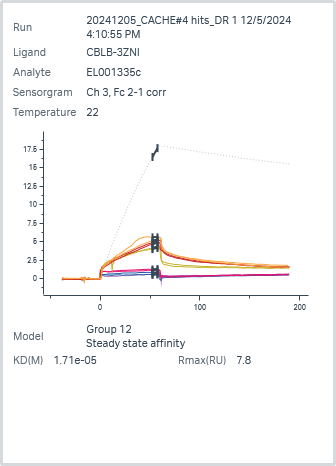 Run 20241205_CACHE#4 hits_DR 1 12/5/2024
4:10:55 PM
Ligand CBLB-3ZNI
Analyte EL001335c
Sensorgram Ch 3, Fc 2-1 corr
Temperature 22
17.5
15
12.5
10
7.5
5
2.5
0
0 100 200
Model Group 12
Steady state affinity
KD(M) 1.71e-05 Rmax(RU) 7.8